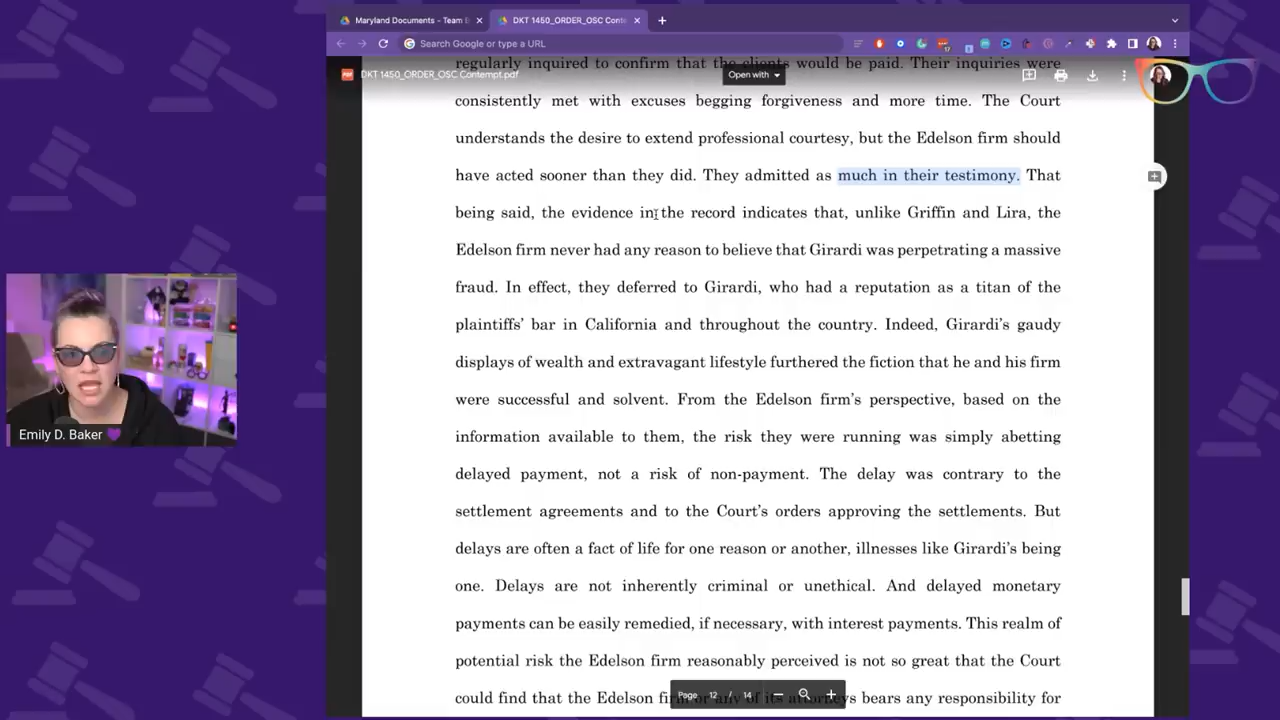 Maryland Documents - Team E
DKT 1450_ORDER_OSC Conte
Search Google or type a URL
17
DKT 1450_ORDER_OSC Contempt.pdf
Open with
regularly inquired to confirm that the clients would be paid. Their inquiries were
consistently met with excuses begging forgiveness and more time. The Court
understands the desire to extend professional courtesy, but the Edelson firm should
have acted sooner than they did. They admitted as much in their testimony. That
being said, the evidence in the record indicates that, unlike Griffin and Lira, the
Edelson firm never had any reason to believe that Girardi was perpetrating a massive
fraud. In effect, they deferred to Girardi, who had a reputation as a titan of the
plaintiffs' bar in California and throughout the country. Indeed, Girardi's gaudy
displays of wealth and extravagant lifestyle furthered the fiction that he and his firm
were successful and solvent. From the Edelson firm's perspective, based on the
information available to them, the risk they were running was simply abetting
delayed payment, not a risk of non-payment. The delay was contrary to the
settlement agreements and to the Court's orders approving the settlements. But
delays are often a fact of life for one reason or another, illnesses like Girardi's being
one. Delays are not inherently criminal or unethical. And delayed monetary
payments can be easily remedied, if necessary, with interest payments. This realm of
potential risk the Edelson firm reasonably perceived is not so great that the Court
could find that the Edelson firm or any of its attorneys bears any responsibility for
Page 12 / 14
Emily D. Baker 💜